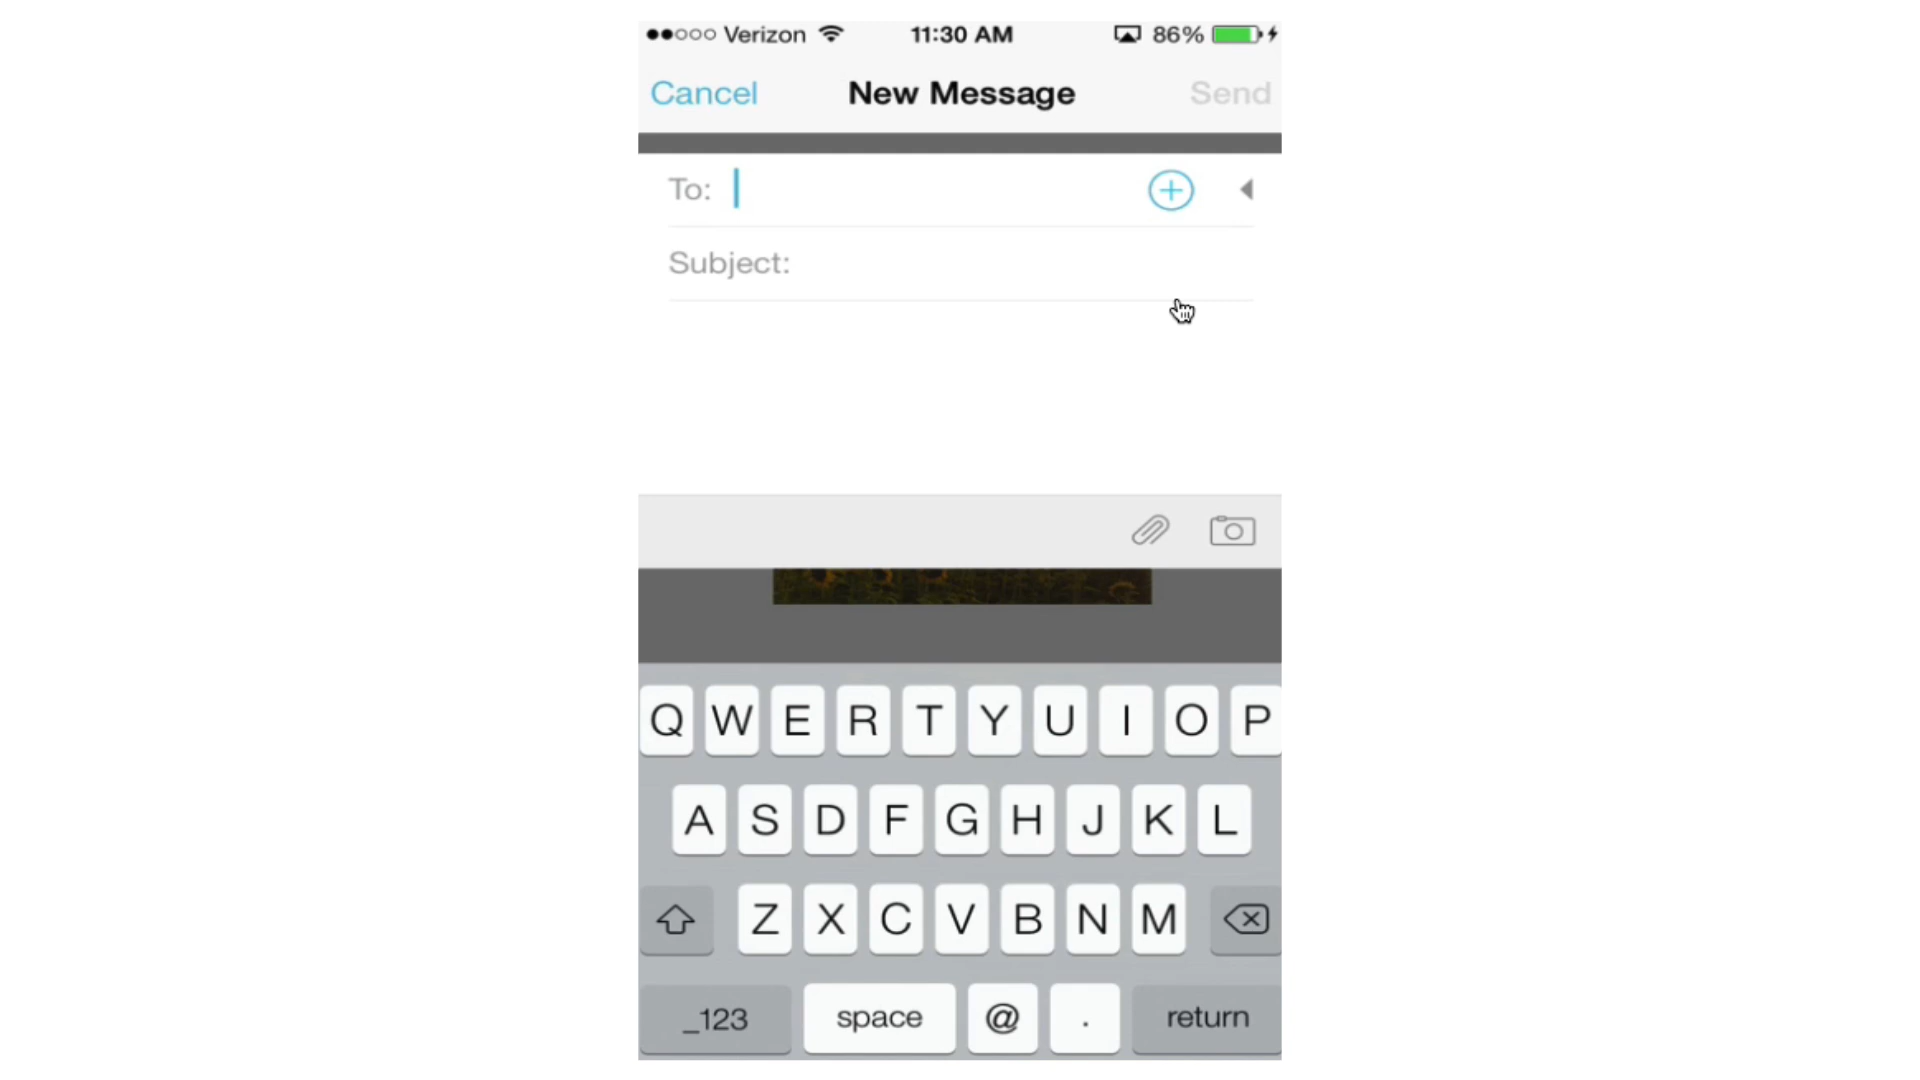 Verizon 11:30 AM 86%
Cancel New Message Send
To:
Subject:
Q W E R T Y U I O P
A S D F G H J K L
Z X C V B N M
_123 space @ . return